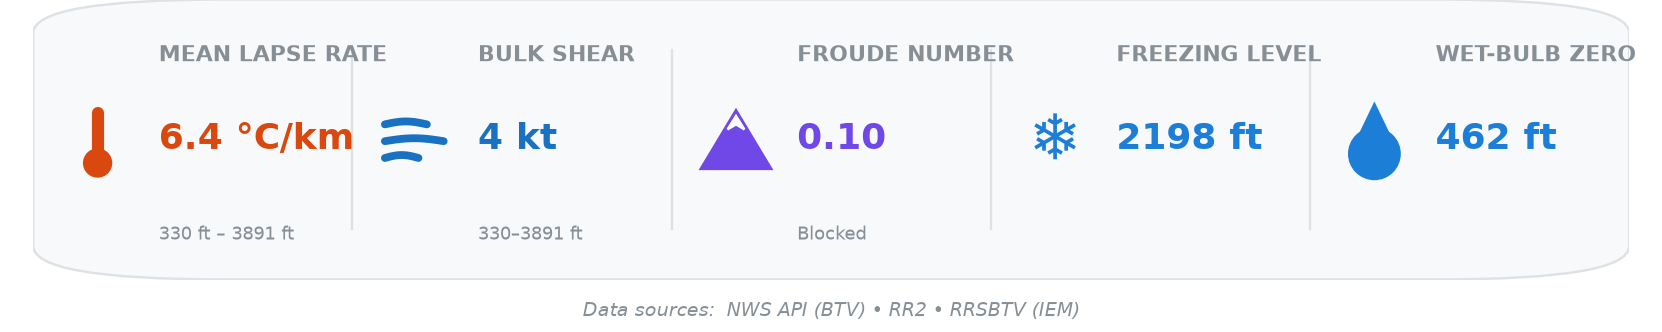 MEAN LAPSE RATE
6.4 °C/km
330 ft – 3891 ft
BULK SHEAR
4 kt
330–3891 ft
FROUDE NUMBER
0.10
Blocked
FREEZING LEVEL
2198 ft
WET-BULB ZERO
462 ft
Data sources:  NWS API (BTV) • RR2 • RRSBTV (IEM)